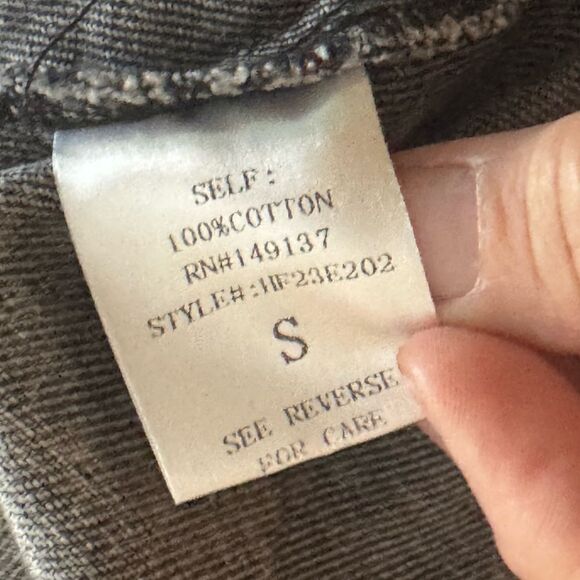 SELF:
100%COTTON
RN#149137
STYLE#:HF23E202
S
SEE REVERSE
FOR CARE